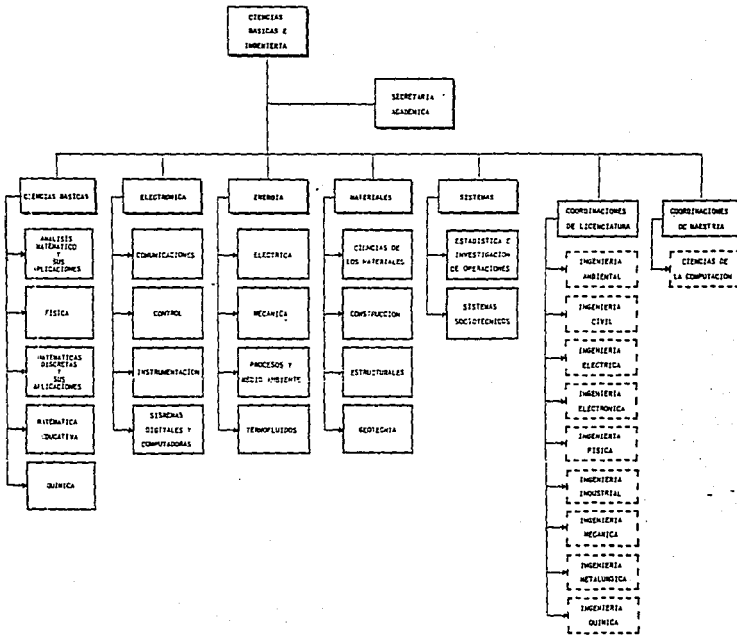 CIENCIAS
BASICAS E
INGENIERIA
SECRETARIA
ACADEMICA
CIENCIAS BASICAS
ANALISIS
MATEMATICO
Y
SUS
APLICACIONES
FISICA
MATEMATICAS
DISCRETAS
Y
SUS
APLICACIONES
MATEMATICA
EDUCATIVA
QUIMICA
ELECTRONICA
COMUNICACIONES
CONTROL
INSTRUMENTACION
SISTEMAS
DIGITALES Y
COMPUTADORAS
ENERGIA
ELECTRICA
MECANICA
PROCESOS Y
MEDIO AMBIENTE
TERMOFLUIDOS
MATERIALES
CIENCIAS DE
LOS MATERIALES
CONSTRUCCION
ESTRUCTURALES
GEOTECNIA
SISTEMAS
ESTADISTICA E
INVESTIGACION
DE OPERACIONES
SISTEMAS
SOCIOTECNICOS
COORDINACIONES
DE LICENCIATURA
INGENIERIA
AMBIENTAL
INGENIERIA
CIVIL
INGENIERIA
ELECTRICA
INGENIERIA
ELECTRONICA
INGENIERIA
FISICA
INGENIERIA
INDUSTRIAL
INGENIERIA
MECANICA
INGENIERIA
METALURGICA
INGENIERIA
QUIMICA
COORDINACIONES
DE MAESTRIA
CIENCIAS DE
LA COMPUTACION